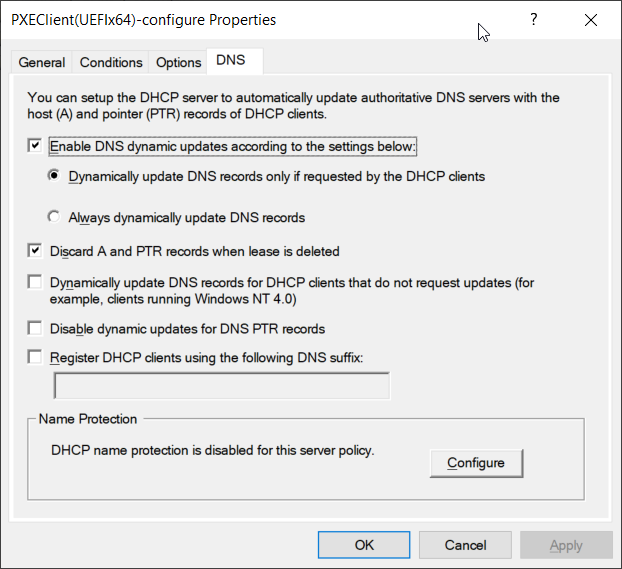 PXEClient(UEFIx64)-configure Properties
?
General Conditions Options DNS
You can setup the DHCP server to automatically update authoritative DNS servers with the
host (A) and pointer (PTR) records of DHCP clients.
Enable DNS dynamic updates according to the settings below:
Dynamically update DNS records only if requested by the DHCP clients
Always dynamically update DNS records
Discard A and PTR records when lease is deleted
Dynamically update DNS records for DHCP clients that do not request updates (for
example, clients running Windows NT 4.0)
Disable dynamic updates for DNS PTR records
Register DHCP clients using the following DNS suffix:
Name Protection
DHCP name protection is disabled for this server policy.
Configure
OK Cancel Apply